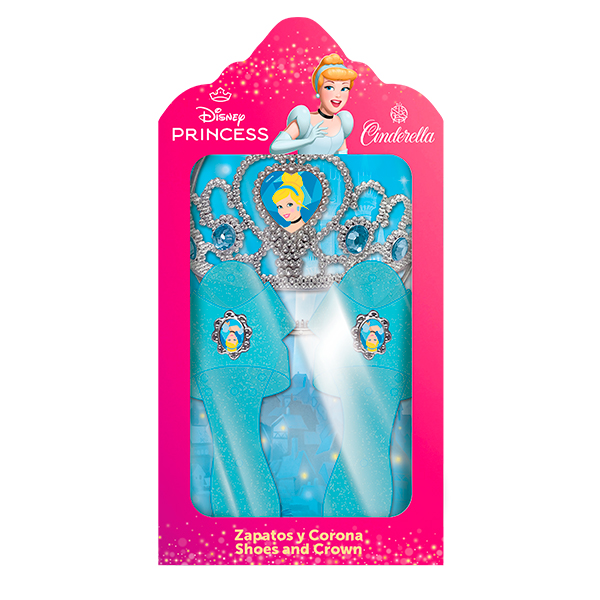 Disney
PRINCESS
Cinderella
Zapatos y Corona
Shoes and Crown